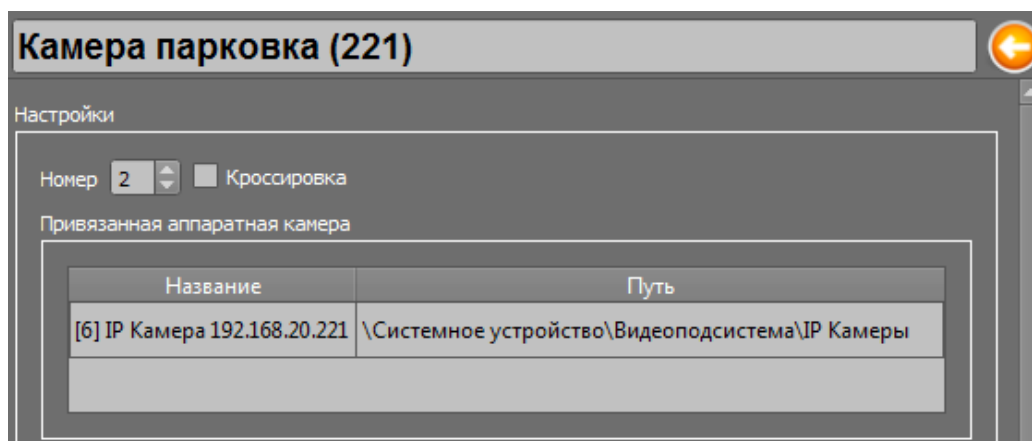 Камера парковка (221)
Настройки
Номер 2 Кроссировка
Привязанная аппаратная камера
Название Путь
[6] IP Камера 192.168.20.221 \Системное устройство\Видеоподсистема\IP Камеры